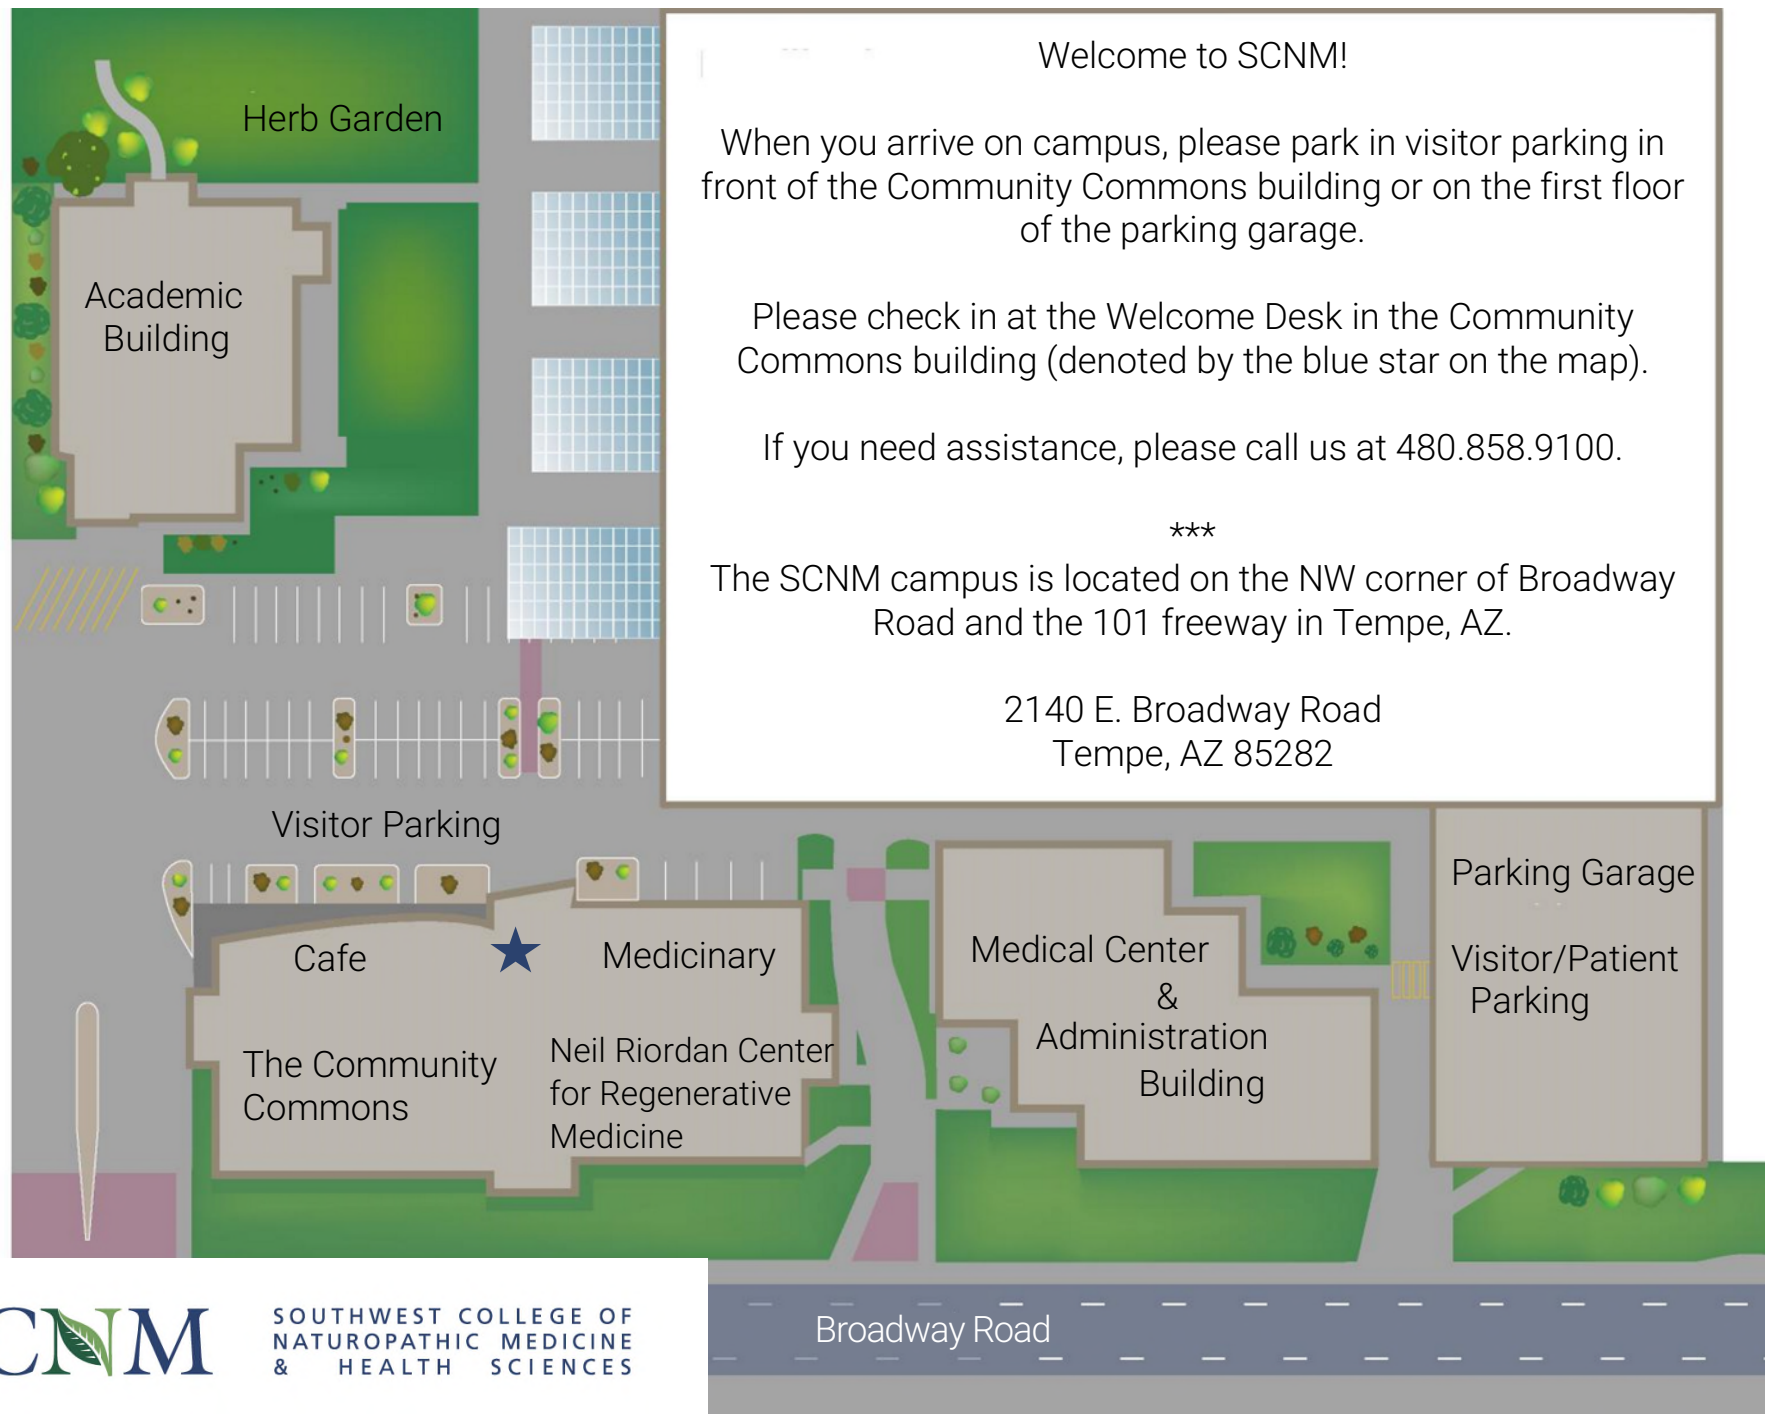 Welcome to SCNM!
When you arrive on campus, please park in visitor parking in
front of the Community Commons building or on the first floor
of the parking garage.
Please check in at the Welcome Desk in the Community
Commons building (denoted by the blue star on the map).
If you need assistance, please call us at 480.858.9100.
***
The SCNM campus is located on the NW corner of Broadway
Road and the 101 freeway in Tempe, AZ.
2140 E. Broadway Road
Tempe, AZ 85282
Herb Garden
Academic
Building
Visitor Parking
Cafe
Medicinary
The Community
Commons
Neil Riordan Center
for Regenerative
Medicine
Medical Center
&
Administration
Building
Parking Garage
Visitor/Patient
Parking
Broadway Road
CNM
SOUTHWEST COLLEGE OF
NATUROPATHIC MEDICINE
& HEALTH SCIENCES